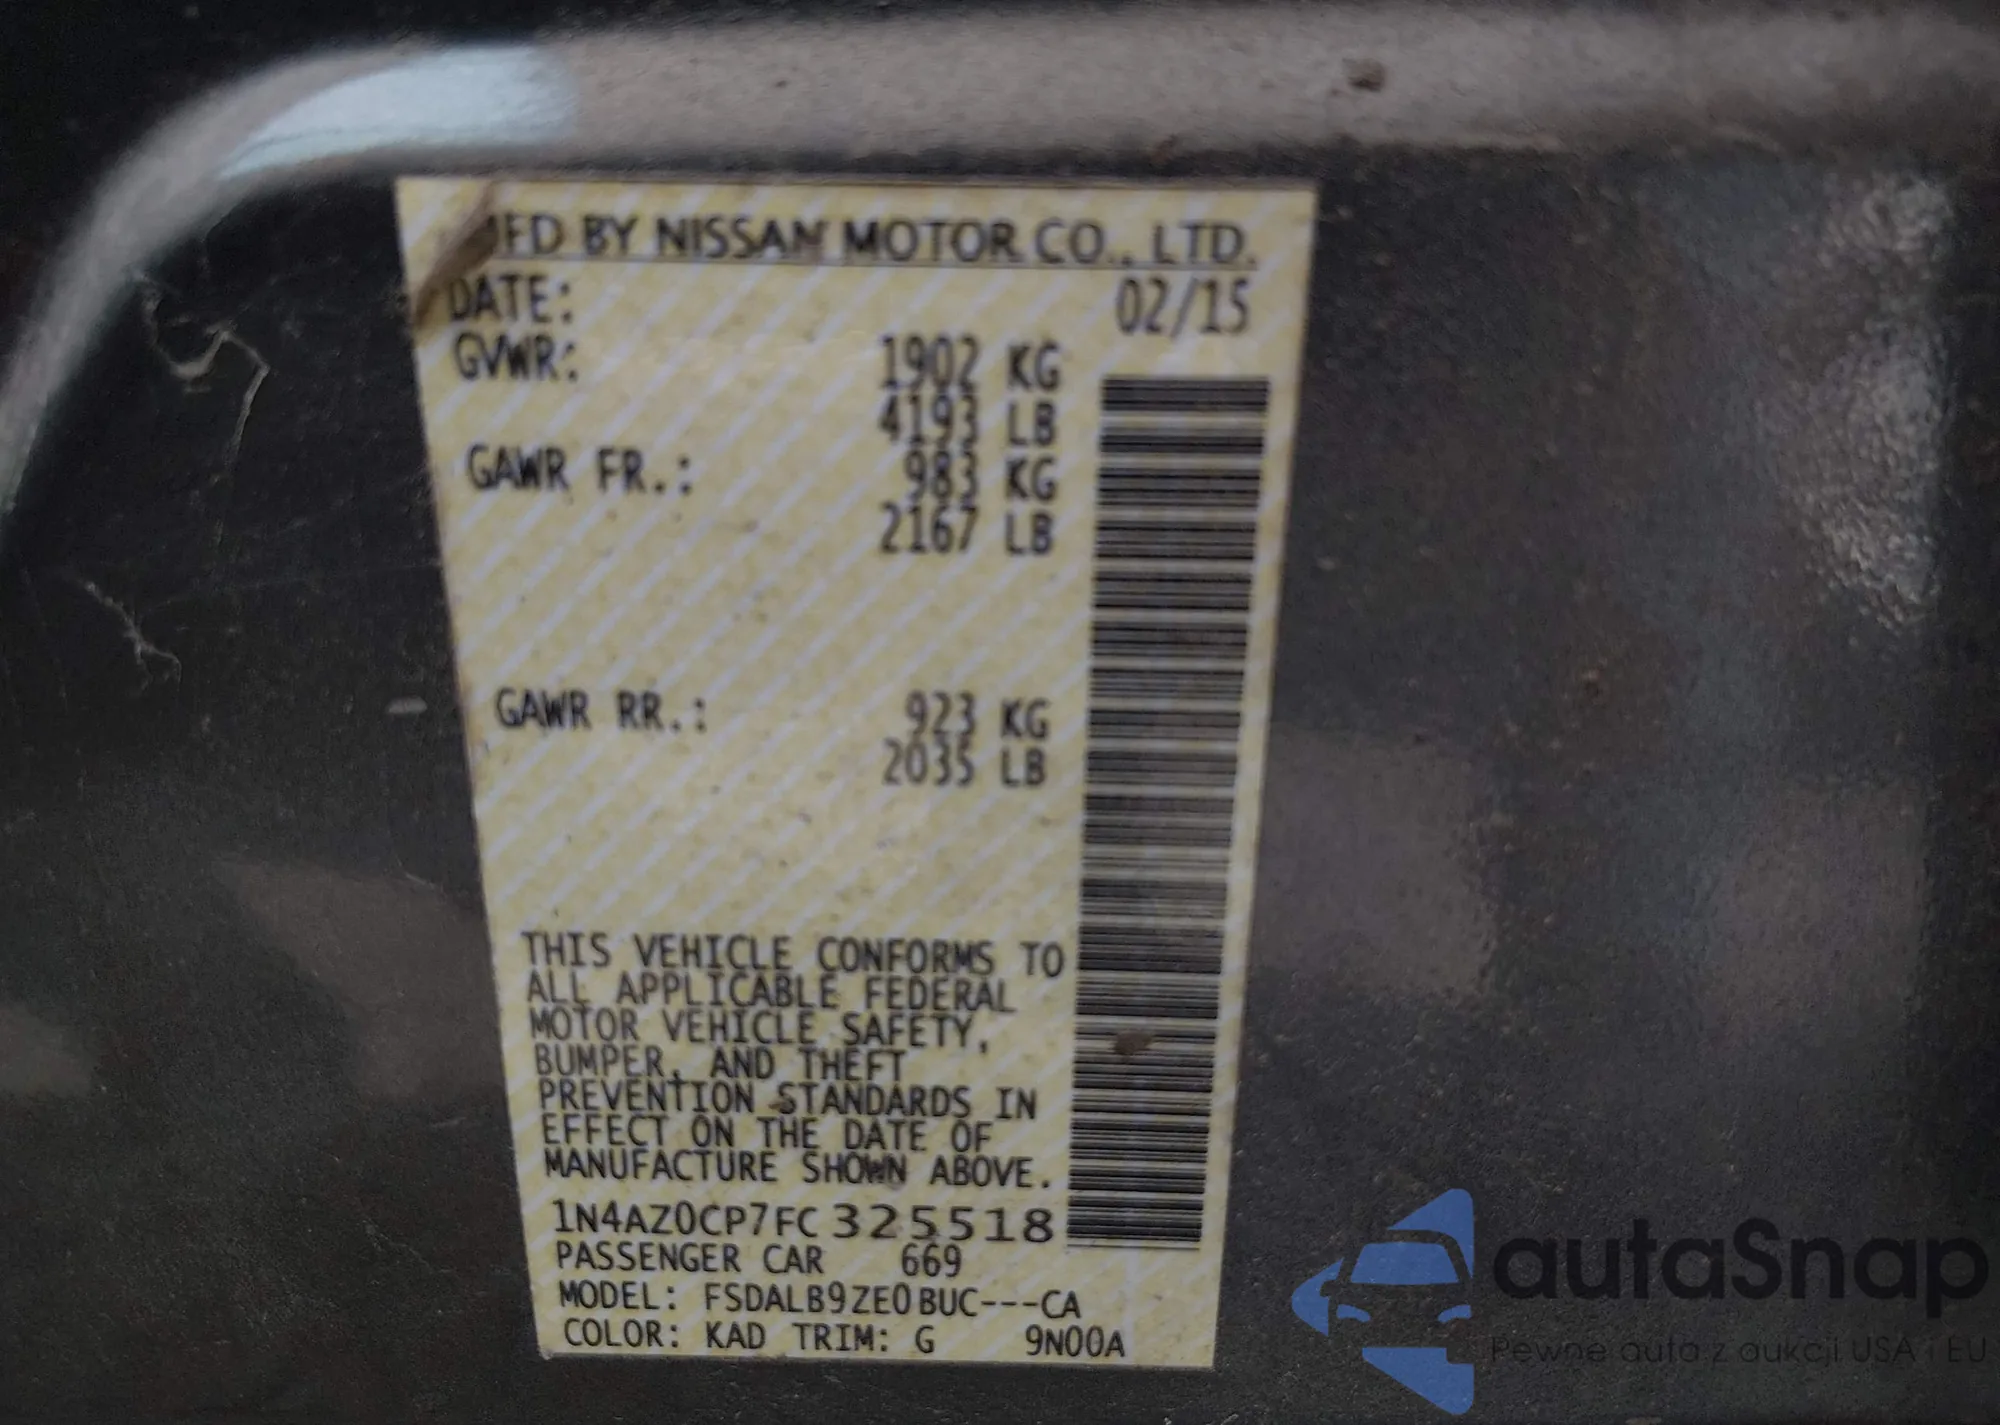 MFD BY NISSAN MOTOR CO., LTD.
DATE: 02/15
GVWR: 1902 KG
4193 LB
GAWR FR.: 983 KG
2167 LB
GAWR RR.: 923 KG
2035 LB
THIS VEHICLE CONFORMS TO
ALL APPLICABLE FEDERAL
MOTOR VEHICLE SAFETY,
BUMPER, AND THEFT
PREVENTION STANDARDS IN
EFFECT ON THE DATE OF
MANUFACTURE SHOWN ABOVE.
1N4AZ0CP7FC325518
PASSENGER CAR 669
MODEL: FSDALB9ZE0BUC---CA
COLOR: KAD TRIM: G 9N00A
autaSnap
Pewne auta z aukcji USA i EU